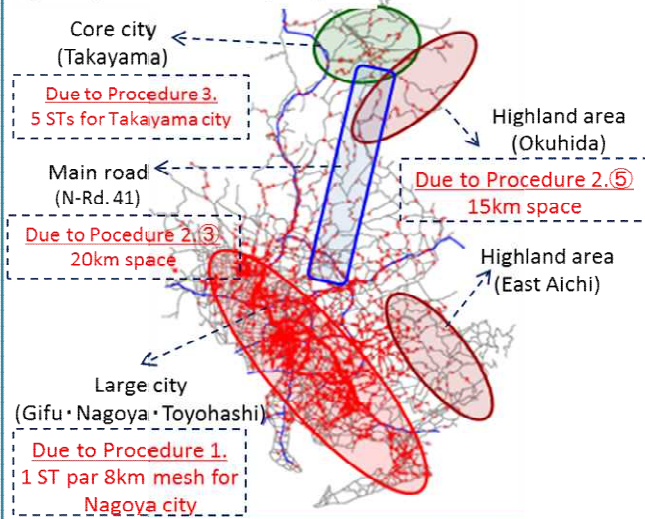 Core city
(Takayama)
Due to Procedure 3.
5 STs for Takayama city
Highland area
(Okuhida)
Due to Procedure 2.⑤
15km space
Main road
(N-Rd. 41)
Due to Pocedure 2.③
20km space
Highland area
(East Aichi)
Large city
(Gifu・Nagoya・Toyohashi)
Due to Procedure 1.
1 ST par 8km mesh for
Nagoya city